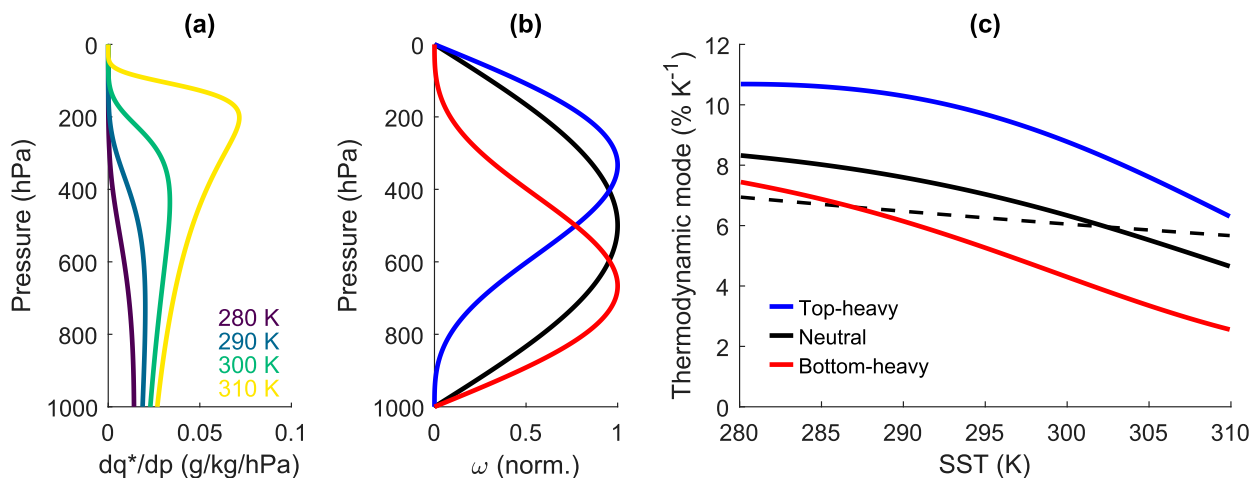 (a)
0
200
400
600
800
1000
Pressure (hPa)
280 K
290 K
300 K
310 K
0
0.05
0.1
dq*/dp (g/kg/hPa)
(b)
0
200
400
600
800
1000
Pressure (hPa)
0
0.5
1
ω (norm.)
(c)
12
10
8
6
4
2
0
Thermodynamic mode (% K⁻¹)
Top-heavy
Neutral
Bottom-heavy
280
285
290
295
300
305
310
SST (K)